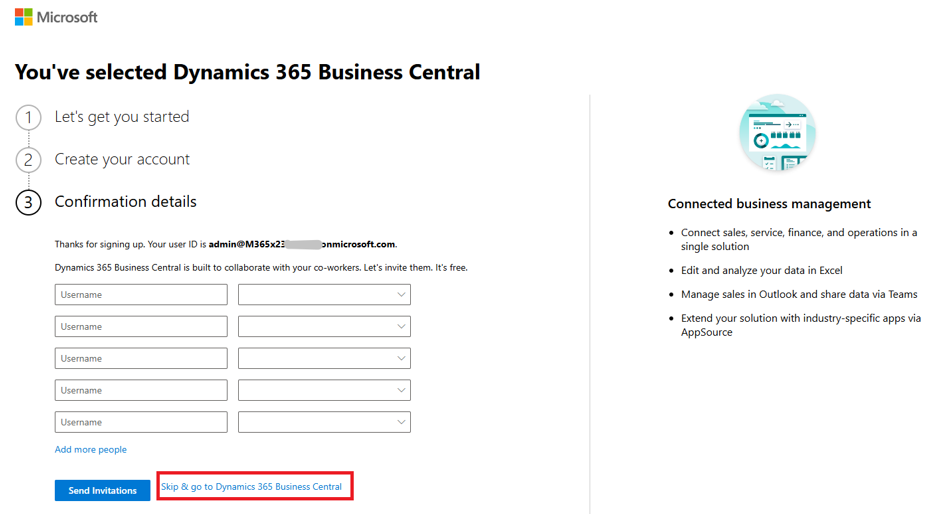 Microsoft
You've selected Dynamics 365 Business Central
1 Let's get you started
2 Create your account
3 Confirmation details
Thanks for signing up. Your user ID is admin@M365x23 onmicrosoft.com.
Dynamics 365 Business Central is built to collaborate with your co-workers. Let's invite them. It's free.
Username
Username
Username
Username
Username
Add more people
Send Invitations
Skip & go to Dynamics 365 Business Central
Connected business management
Connect sales, service, finance, and operations in a
single solution
Edit and analyze your data in Excel
Manage sales in Outlook and share data via Teams
Extend your solution with industry-specific apps via
AppSource